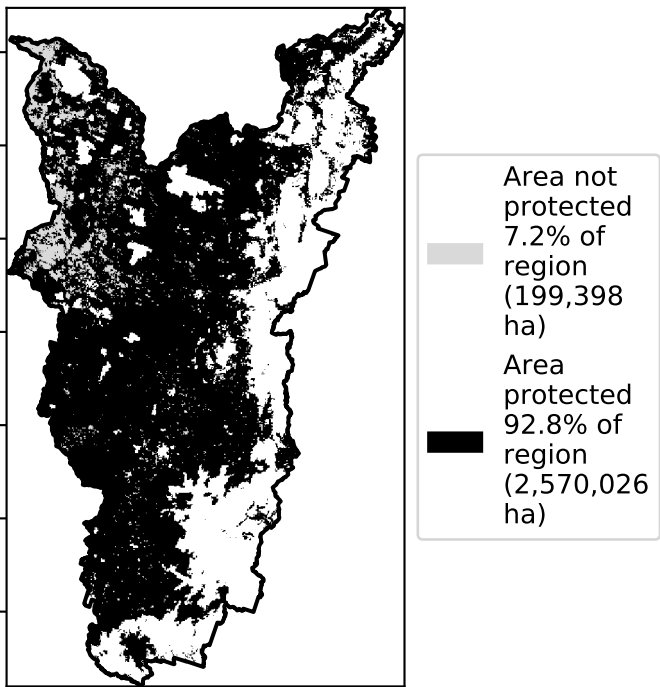 Area not
protected
7.2% of
region
(199,398
ha)
Area
protected
92.8% of
region
(2,570,026
ha)